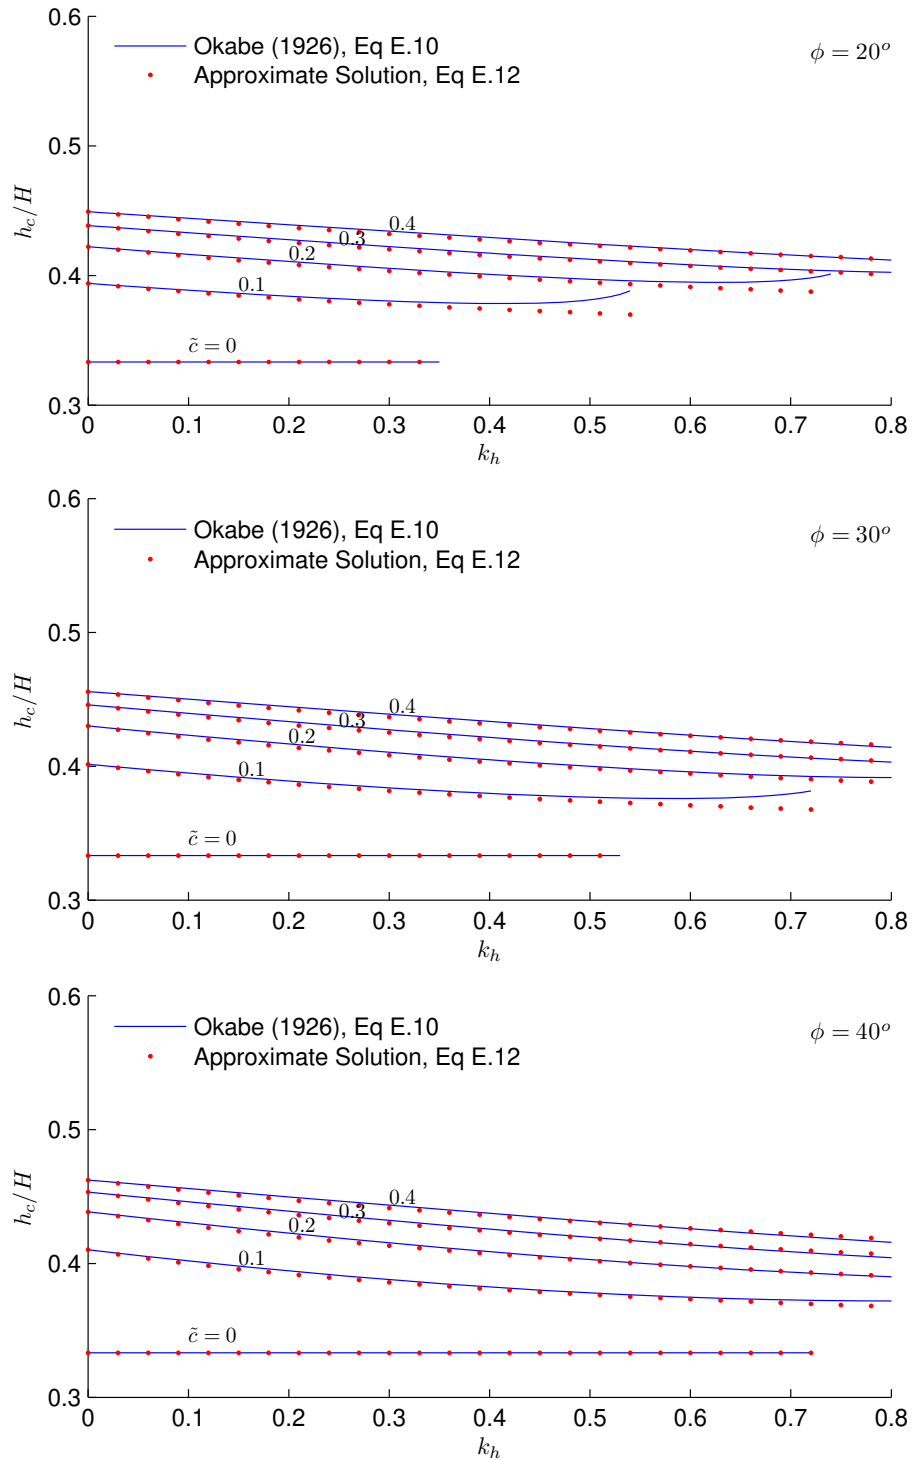 0.6
Okabe (1926), Eq E.10
Approximate Solution, Eq E.12
ϕ = 20°
0.5
h_c/H
0.4
0.3
0.4
0.3
0.2
0.1
c̃ = 0
0 0.1 0.2 0.3 0.4 0.5 0.6 0.7 0.8
k_h
0.6
Okabe (1926), Eq E.10
Approximate Solution, Eq E.12
ϕ = 30°
0.5
h_c/H
0.4
0.3
0.4
0.3
0.2
0.1
c̃ = 0
0 0.1 0.2 0.3 0.4 0.5 0.6 0.7 0.8
k_h
0.6
Okabe (1926), Eq E.10
Approximate Solution, Eq E.12
ϕ = 40°
0.5
h_c/H
0.4
0.3
0.4
0.3
0.2
0.1
c̃ = 0
0 0.1 0.2 0.3 0.4 0.5 0.6 0.7 0.8
k_h